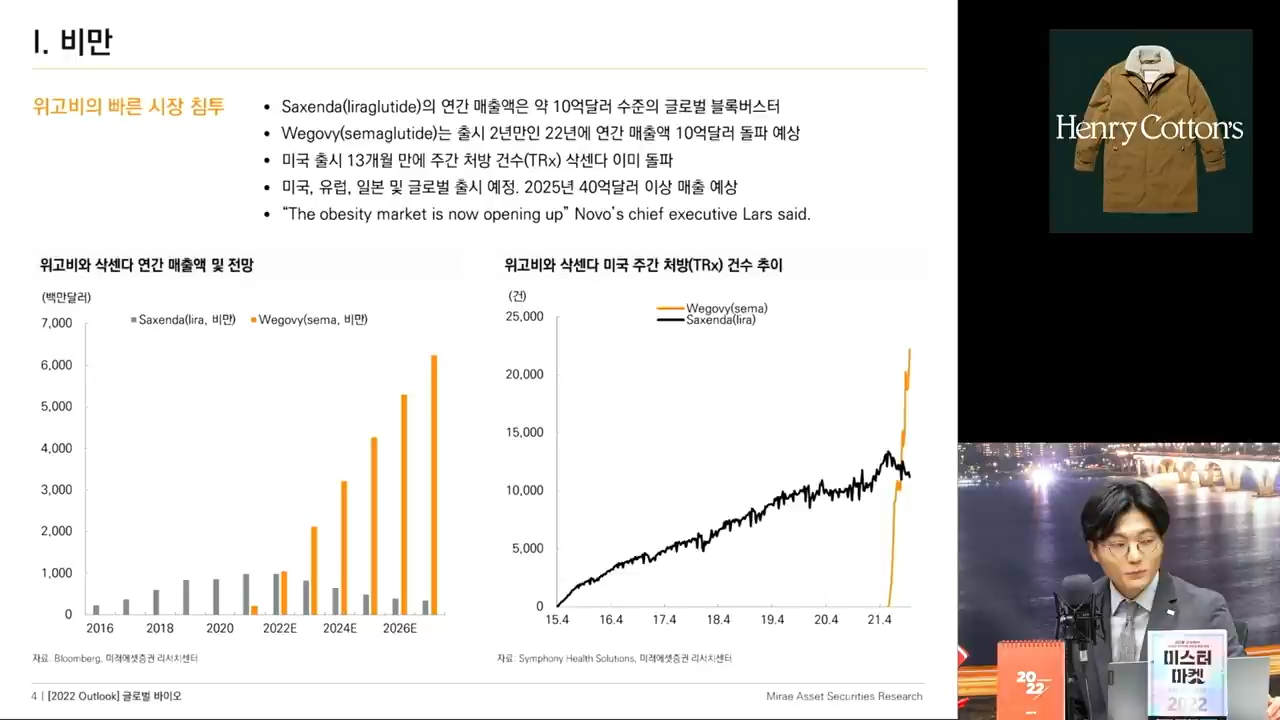 I. 비만
위고비의 빠른 시장 침투
• Saxenda(liraglutide)의 연간 매출액은 약 10억달러 수준의 글로벌 블록버스터
• Wegovy(semaglutide)는 출시 2년만인 22년에 연간 매출액 10억달러 돌파 예상
• 미국 출시 13개월 만에 주간 처방 건수(TRx) 삭센다 이미 돌파
• 미국, 유럽, 일본 및 글로벌 출시 예정. 2025년 40억달러 이상 매출 예상
• “The obesity market is now opening up” Novo's chief executive Lars said.
위고비와 삭센다 연간 매출액 및 전망
(백만달러)
Saxenda(lira, 비만) Wegovy(sema, 비만)
7,000
6,000
5,000
4,000
3,000
2,000
1,000
0
2016 2018 2020 2022E 2024E 2026E
자료: Bloomberg, 미래에셋증권 리서치센터
위고비와 삭센다 미국 주간 처방(TRx) 건수 추이
(건)
Wegovy(sema)
Saxenda(lira)
25,000
20,000
15,000
10,000
5,000
0
15.4 16.4 17.4 18.4 19.4 20.4 21.4
자료: Symphony Health Solutions, 미래에셋증권 리서치센터
4 | [2022 Outlook] 글로벌 바이오
Mirae Asset Securities Research
Henry Cotton's
20
22
미스터
마켓
2022